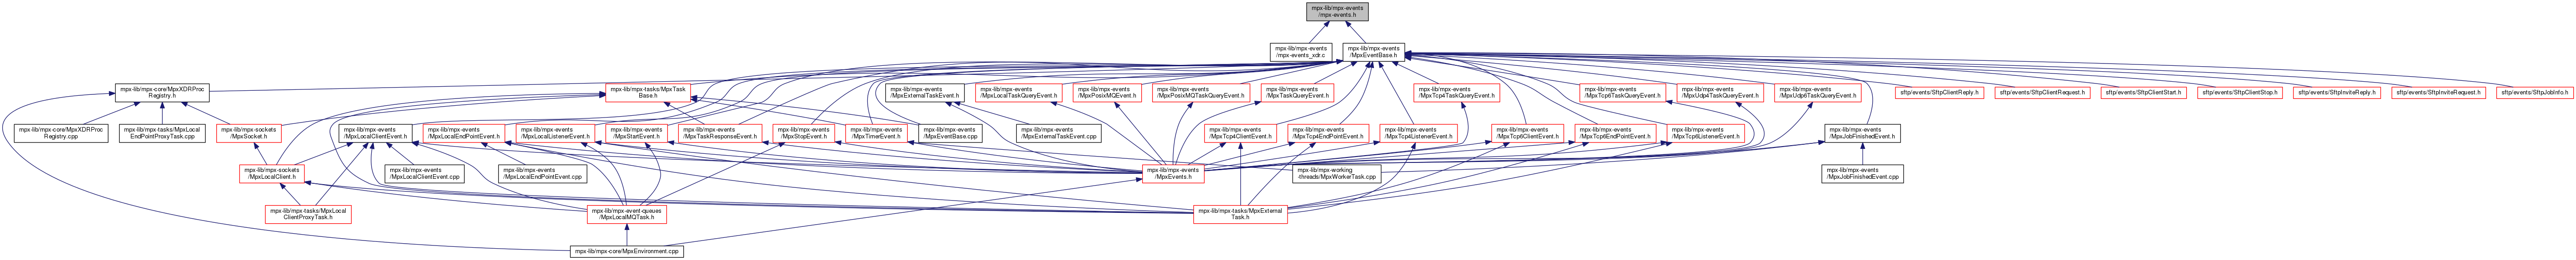 mpx-lib/mpx-events
/mpx-events.h
mpx-lib/mpx-events
/mpx-events_xdr.c
mpx-lib/mpx-events
/MpxEventBase.h
mpx-lib/mpx-core/MpxXDRProc
Registry.h
mpx-lib/mpx-tasks/MpxTask
Base.h
mpx-lib/mpx-events
/MpxExternalTaskEvent.h
mpx-lib/mpx-events
/MpxLocalTaskQueryEvent.h
mpx-lib/mpx-events
/MpxPosixMQEvent.h
mpx-lib/mpx-events
/MpxPosixMQTaskQueryEvent.h
mpx-lib/mpx-events
/MpxTaskQueryEvent.h
mpx-lib/mpx-events
/MpxTcp4TaskQueryEvent.h
mpx-lib/mpx-events
/MpxTcp6TaskQueryEvent.h
mpx-lib/mpx-events
/MpxUdp4TaskQueryEvent.h
mpx-lib/mpx-events
/MpxUdp6TaskQueryEvent.h
sftp/events/SftpClientReply.h
sftp/events/SftpClientRequest.h
sftp/events/SftpClientStart.h
sftp/events/SftpClientStop.h
sftp/events/SftpInviteReply.h
sftp/events/SftpInviteRequest.h
sftp/events/SftpJobInfo.h
mpx-lib/mpx-core/MpxXDRProc
Registry.cpp
mpx-lib/mpx-tasks/MpxLocal
EndPointProxyTask.cpp
mpx-lib/mpx-sockets
/MpxSocket.h
mpx-lib/mpx-events
/MpxLocalClientEvent.h
mpx-lib/mpx-events
/MpxLocalEndPointEvent.h
mpx-lib/mpx-events
/MpxLocalListenerEvent.h
mpx-lib/mpx-events
/MpxStartEvent.h
mpx-lib/mpx-events
/MpxTaskResponseEvent.h
mpx-lib/mpx-events
/MpxStopEvent.h
mpx-lib/mpx-events
/MpxTimerEvent.h
mpx-lib/mpx-events
/MpxEventBase.cpp
mpx-lib/mpx-events
/MpxExternalTaskEvent.cpp
mpx-lib/mpx-events
/MpxTcp4ClientEvent.h
mpx-lib/mpx-events
/MpxTcp4EndPointEvent.h
mpx-lib/mpx-events
/MpxTcp4ListenerEvent.h
mpx-lib/mpx-events
/MpxTcp6ClientEvent.h
mpx-lib/mpx-events
/MpxTcp6EndPointEvent.h
mpx-lib/mpx-events
/MpxTcp6ListenerEvent.h
mpx-lib/mpx-events
/MpxJobFinishedEvent.h
mpx-lib/mpx-sockets
/MpxLocalClient.h
mpx-lib/mpx-events
/MpxLocalClientEvent.cpp
mpx-lib/mpx-events
/MpxLocalEndPointEvent.cpp
mpx-lib/mpx-events
/MpxEvents.h
mpx-lib/mpx-working
-threads/MpxWorkerTask.cpp
mpx-lib/mpx-events
/MpxJobFinishedEvent.cpp
mpx-lib/mpx-tasks/MpxLocal
ClientProxyTask.h
mpx-lib/mpx-event-queues
/MpxLocalMQTask.h
mpx-lib/mpx-tasks/MpxExternal
Task.h
mpx-lib/mpx-core/MpxEnvironment.cpp